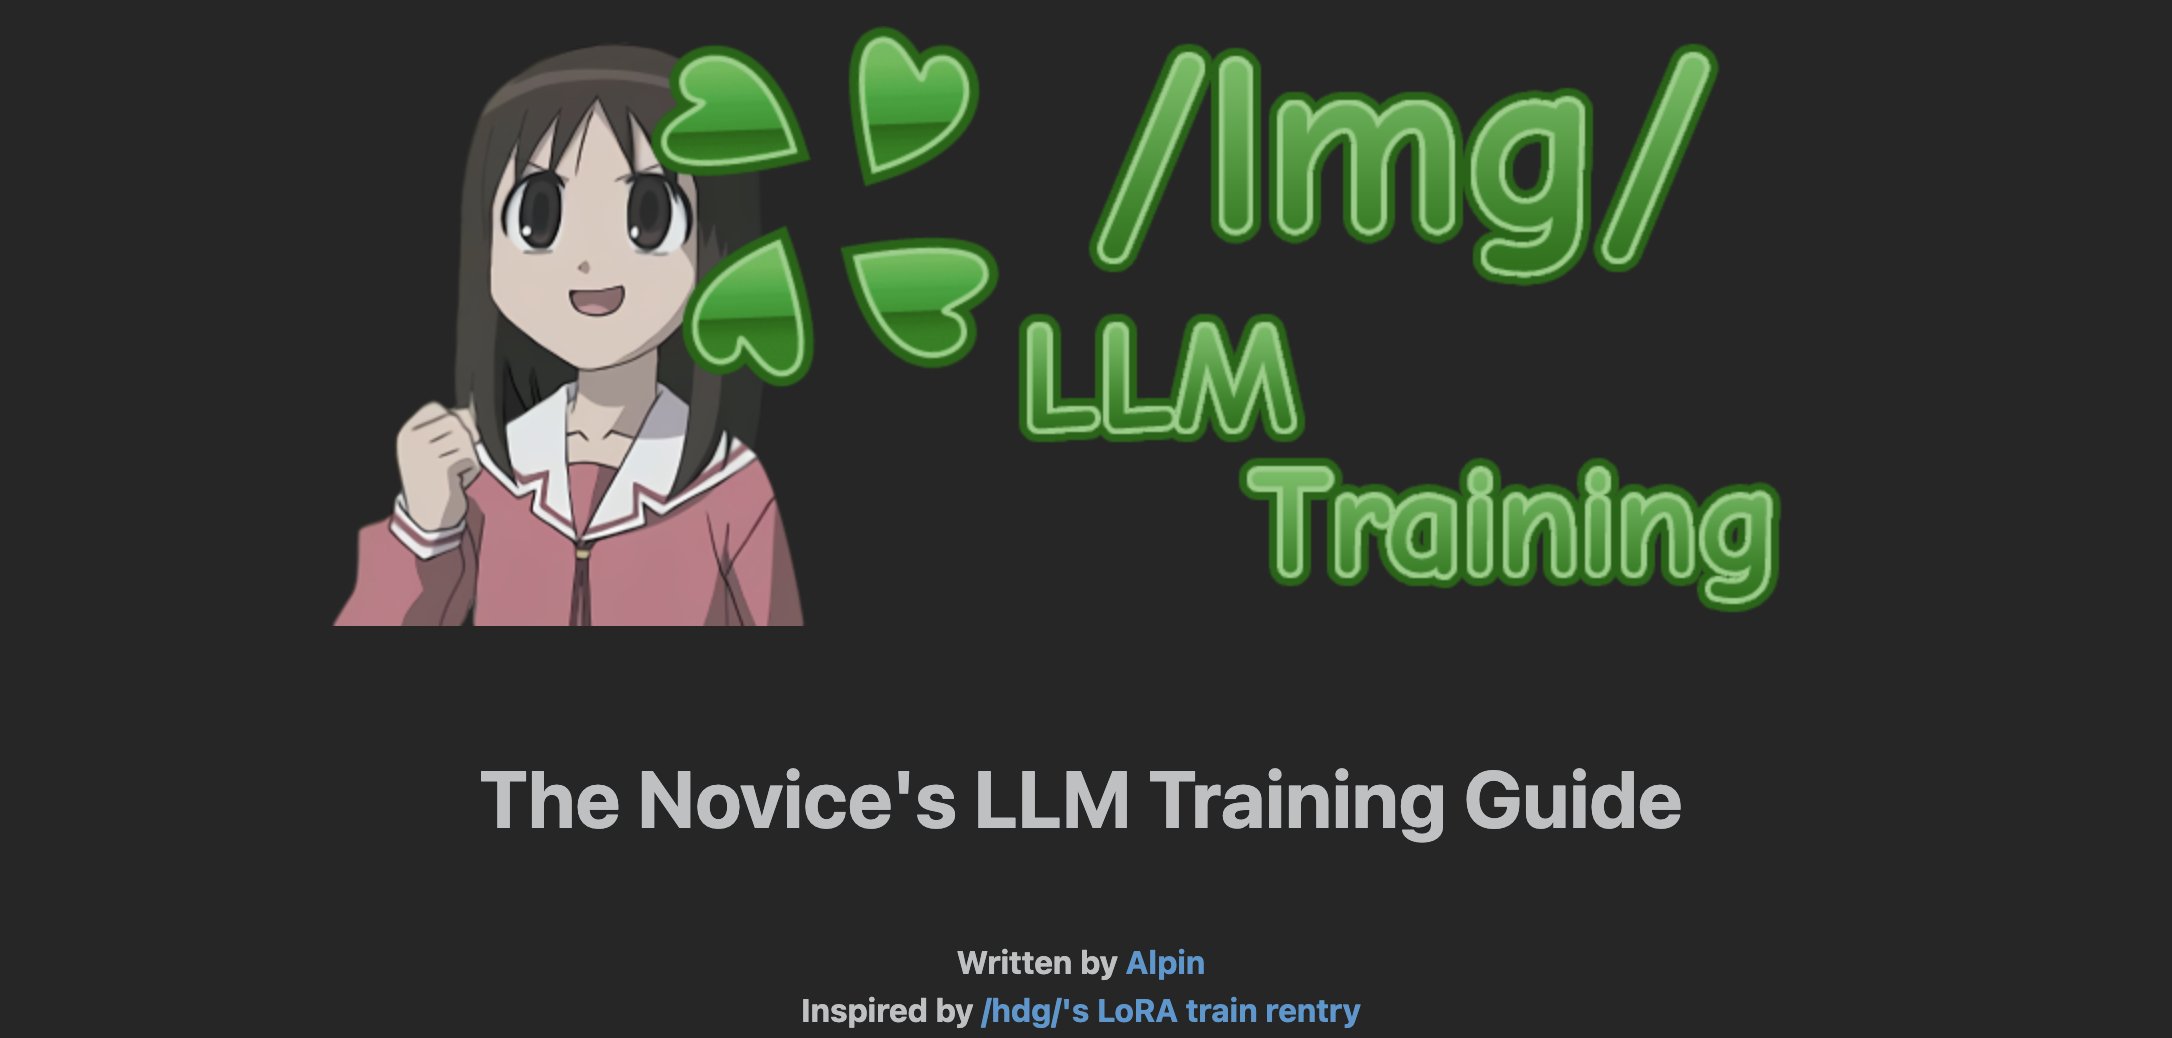 /lmg/
LLM
Training
The Novice's LLM Training Guide
Written by Alpin
Inspired by /hdg/'s LoRA train rentry